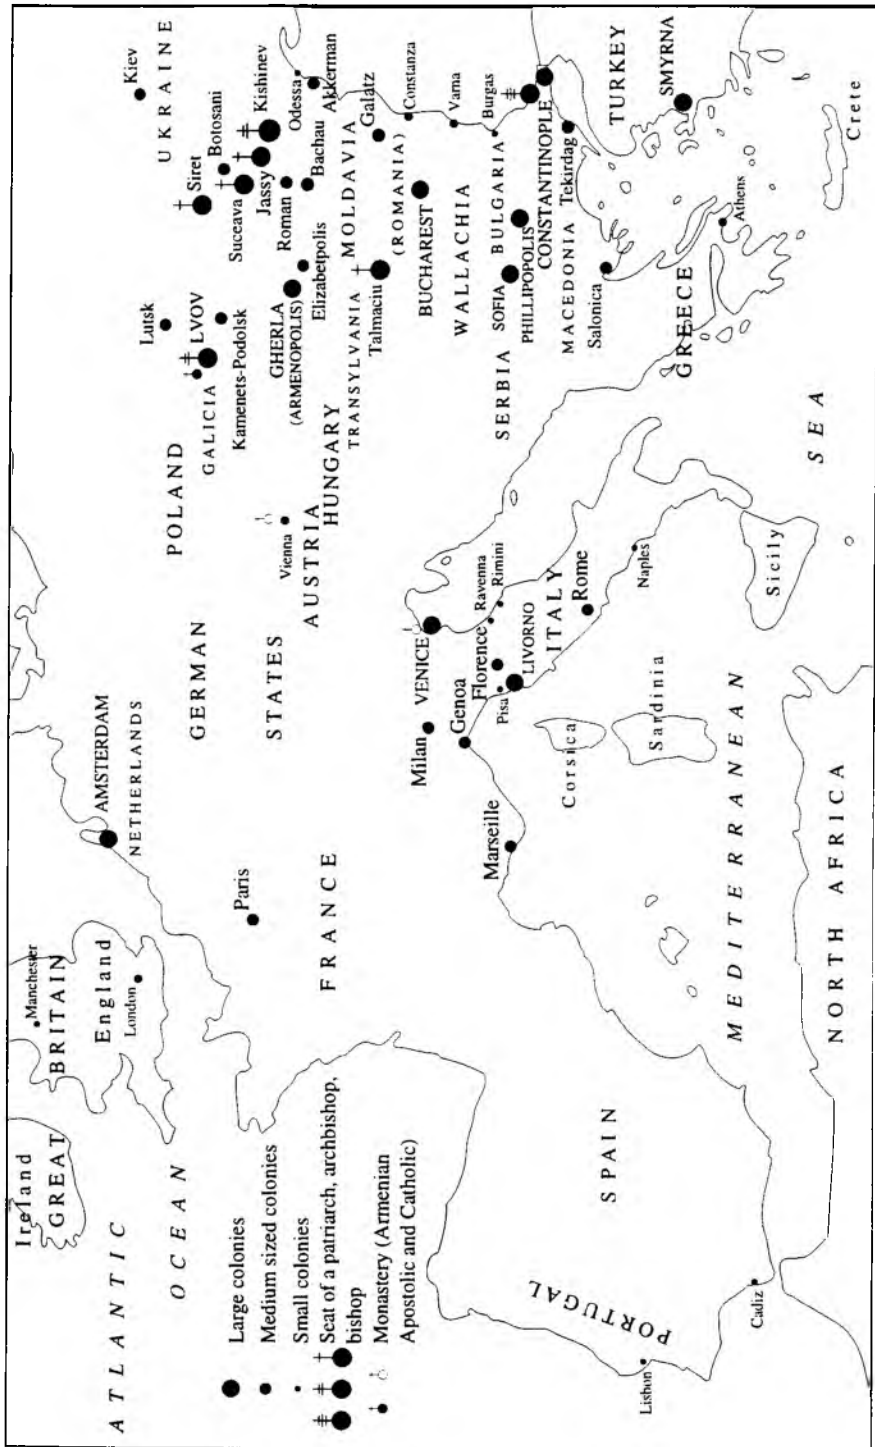 Ireland
GREAT
BRITAIN
Manchester
England
London
ATLANTIC
OCEAN
AMSTERDAM
NETHERLANDS
GERMAN
STATES
POLAND
GALICIA
LVOV
Lutsk
Kamenets-Podolsk
Kiev
UKRAINE
Siret
Botosani
Suceava
Jassy
Kishinev
Roman
Bachau
Odessa
Akkerman
Paris
FRANCE
Vienna
AUSTRIA
HUNGARY
GHERLA
(ARMENOPOLIS)
Elizabetpolis
TRANSYLVANIA
Talmaciu
MOLDAVIA
(ROMANIA)
Galatz
BUCHAREST
Constanza
WALLACHIA
Varna
SERBIA
SOFIA
BULGARIA
Burgas
PHILLIPOPOLIS
CONSTANTINOPLE
MACEDONIA
Tekirdag
Salonica
TURKEY
SMYRNA
GREECE
Athens
Crete
Milan
VENICE
Genoa
Florence
Ravenna
Rimini
Pisa
LIVORNO
ITALY
Rome
Naples
Marseille
Corsica
Sardinia
Sicily
SPAIN
PORTUGAL
Lisbon
Cadiz
MEDITERRANEAN
SEA
NORTH AFRICA
Large colonies
Medium sized colonies
Small colonies
Seat of a patriarch, archbishop,
bishop
Monastery (Armenian
Apostolic and Catholic)